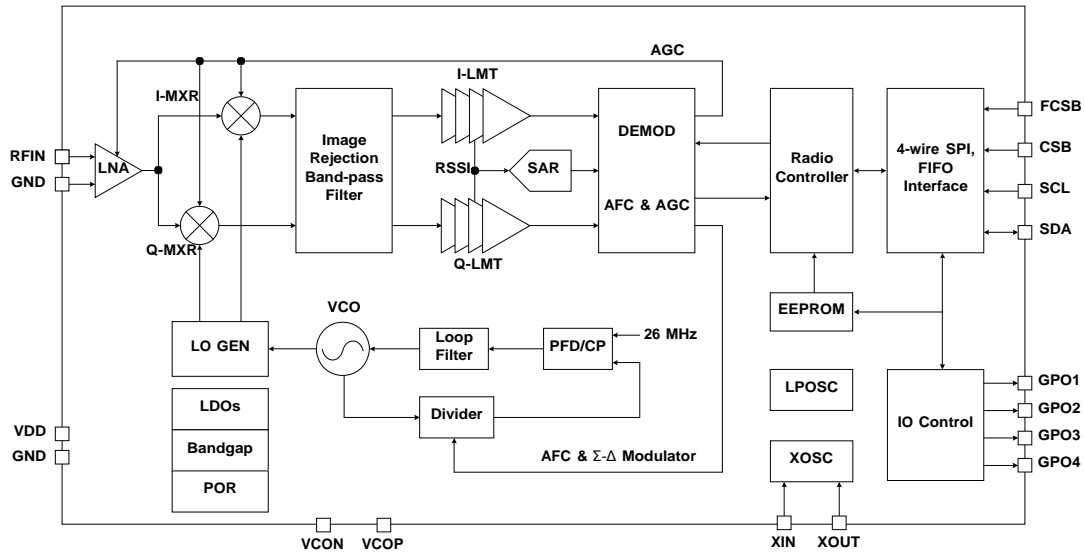 AGC
I-LMT
I-MXR
FCSB
RFIN
LNA
GND
Image
Rejection
Band-pass
Filter
RSSI
SAR
DEMOD
AFC & AGC
Radio
Controller
4-wire SPI,
FIFO
Interface
CSB
SCL
SDA
Q-MXR
Q-LMT
VCO
EEPROM
LO GEN
Loop
Filter
PFD/CP
26 MHz
LDOs
Divider
LPOSC
IO Control
GPO1
GPO2
GPO3
GPO4
VDD
GND
Bandgap
AFC & Σ-Δ Modulator
XOSC
POR
VCON
VCOP
XIN
XOUT